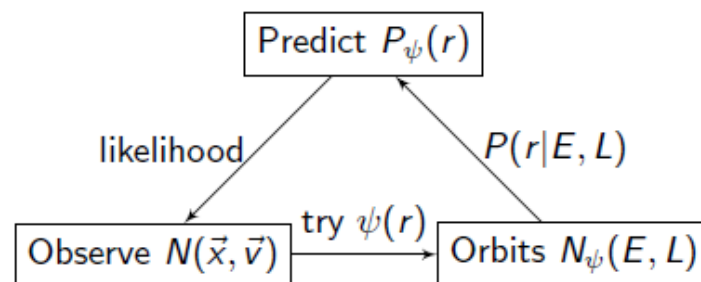 Predict P_ψ(r)
likelihood
P(r|E, L)
try ψ(r)
Observe N(x⃗, v⃗)
Orbits N_ψ(E, L)